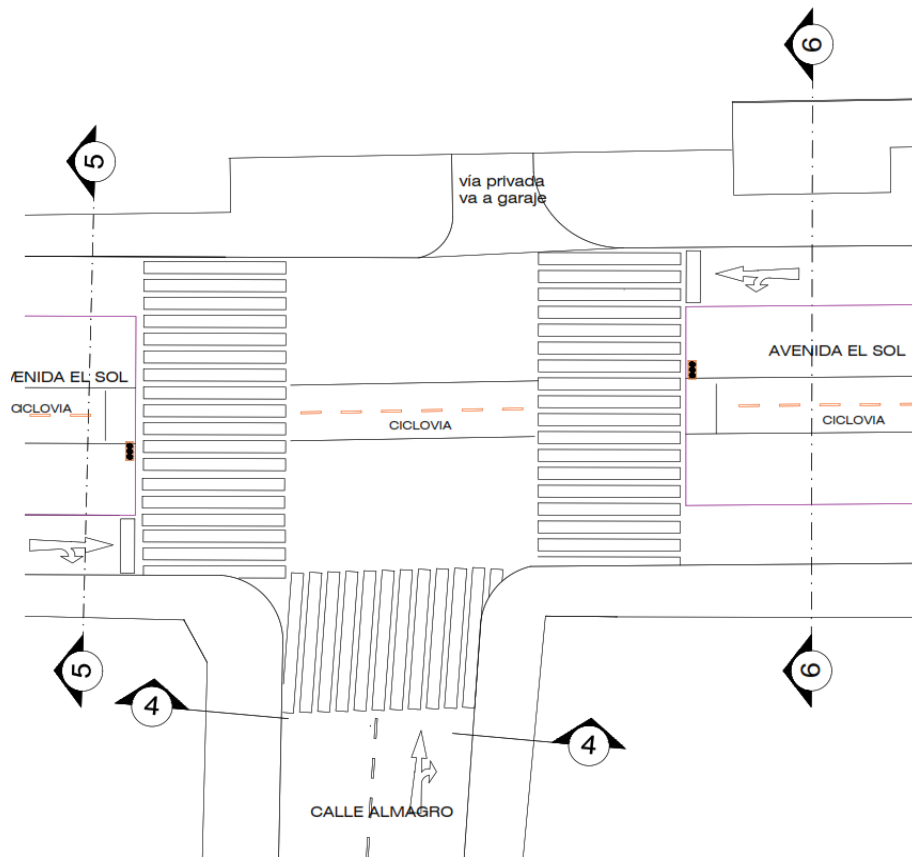 6
5
vía privada
va a garaje
VENIDA EL SOL
CICLOVIA
CICLOVIA
AVENIDA EL SOL
CICLOVIA
5
6
4
4
CALLE ALMAGRO